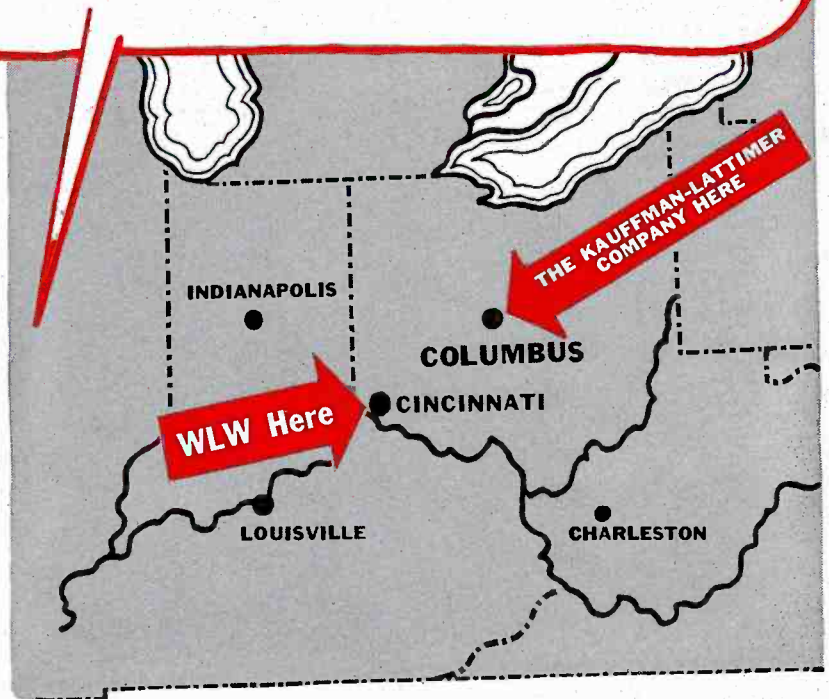 THE KAUFFMAN-LATTIMER
COMPANY HERE
INDIANAPOLIS
COLUMBUS
CINCINNATI
WLW Here
LOUISVILLE
CHARLESTON